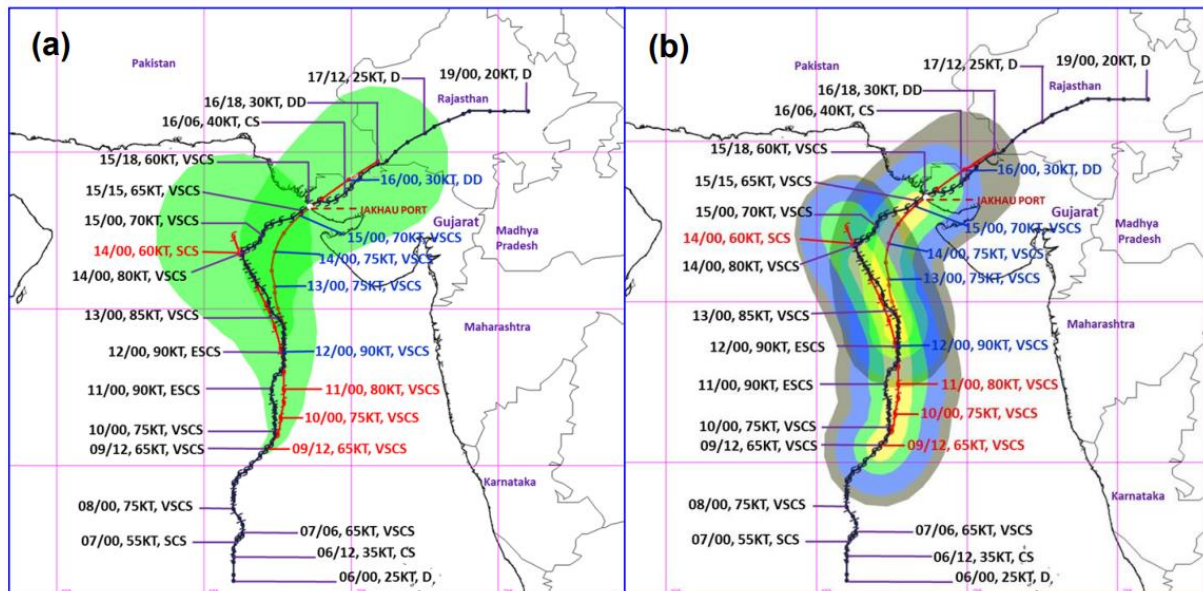 (a)
Pakistan
17/12, 25KT, D
19/00, 20KT, D
16/18, 30KT, DD
Rajasthan
16/06, 40KT, CS
15/18, 60KT, VSCS
16/00, 30KT, DD
15/15, 65KT, VSCS
JAKHAU PORT
15/00, 70KT, VSCS
Gujarat
15/00, 70KT, VSCS
14/00, 60KT, SCS
Madhya
Pradesh
14/00, 75KT, VSCS
14/00, 80KT, VSCS
13/00, 75KT, VSCS
13/00, 85KT, VSCS
Maharashtra
12/00, 90KT, ESCS
12/00, 90KT, VSCS
11/00, 90KT, ESCS
11/00, 80KT, VSCS
10/00, 75KT, VSCS
10/00, 75KT, VSCS
09/12, 65KT, VSCS
09/12, 65KT, VSCS
Karnataka
08/00, 75KT, VSCS
07/06, 65KT, VSCS
07/00, 55KT, SCS
06/12, 35KT, CS
06/00, 25KT, D,
(b)
Pakistan
17/12, 25KT, D
19/00, 20KT, D
16/18, 30KT, DD
Rajasthan
16/06, 40KT, CS
15/18, 60KT, VSCS
16/00, 30KT, DD
15/15, 65KT, VSCS
JAKHAU PORT
15/00, 70KT, VSCS
Gujarat
15/00, 70KT, VSCS
14/00, 60KT, SCS
Madhya
Pradesh
14/00, 75KT, VSCS
14/00, 80KT, VSCS
13/00, 75KT, VSCS
13/00, 85KT, VSCS
Maharashtra
12/00, 90KT, ESCS
12/00, 90KT, VSCS
11/00, 90KT, ESCS
11/00, 80KT, VSCS
10/00, 75KT, VSCS
10/00, 75KT, VSCS
09/12, 65KT, VSCS
09/12, 65KT, VSCS
Karnataka
08/00, 75KT, VSCS
07/06, 65KT, VSCS
07/00, 55KT, SCS
06/12, 35KT, CS
06/00, 25KT, D,